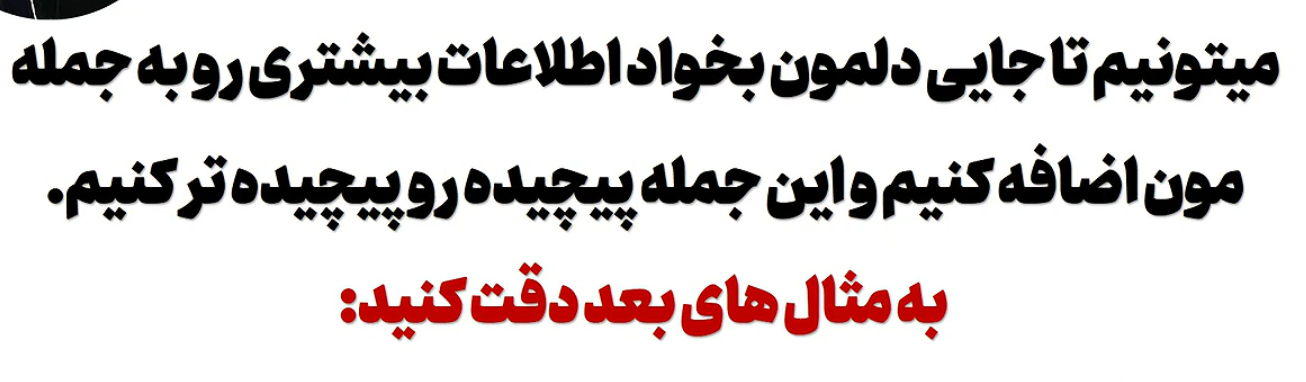 میتونیم تا جایی دلمون بخواد اطلاعات بیشتری رو به جمله
مون اضافه کنیم و این جمله پیچیده رو پیچیده تر کنیم.
به مثال های بعد دقت کنید: